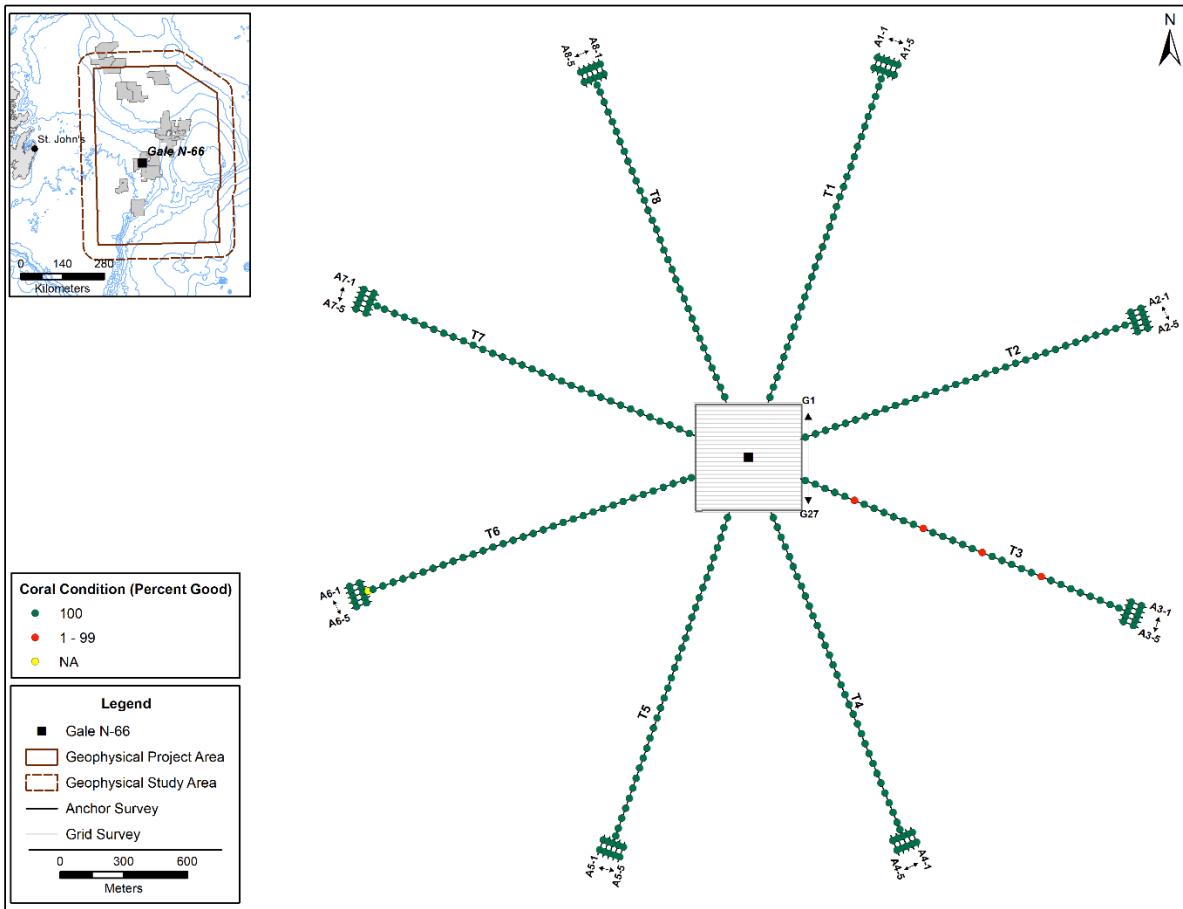 St. John's
Gale N-66
0 140 280
Kilometers
N
A8-1
A8-5
A1-1
A1-5
T8
T1
A7-1
A7-5
T7
A2-1
A2-5
T2
G1
G27
T6
A6-1
A6-5
T3
A3-1
A3-5
T5
T4
A5-1
A5-5
A4-1
A4-5
Coral Condition (Percent Good)
100
1 - 99
NA
Legend
Gale N-66
Geophysical Project Area
Geophysical Study Area
Anchor Survey
Grid Survey
0 300 600
Meters